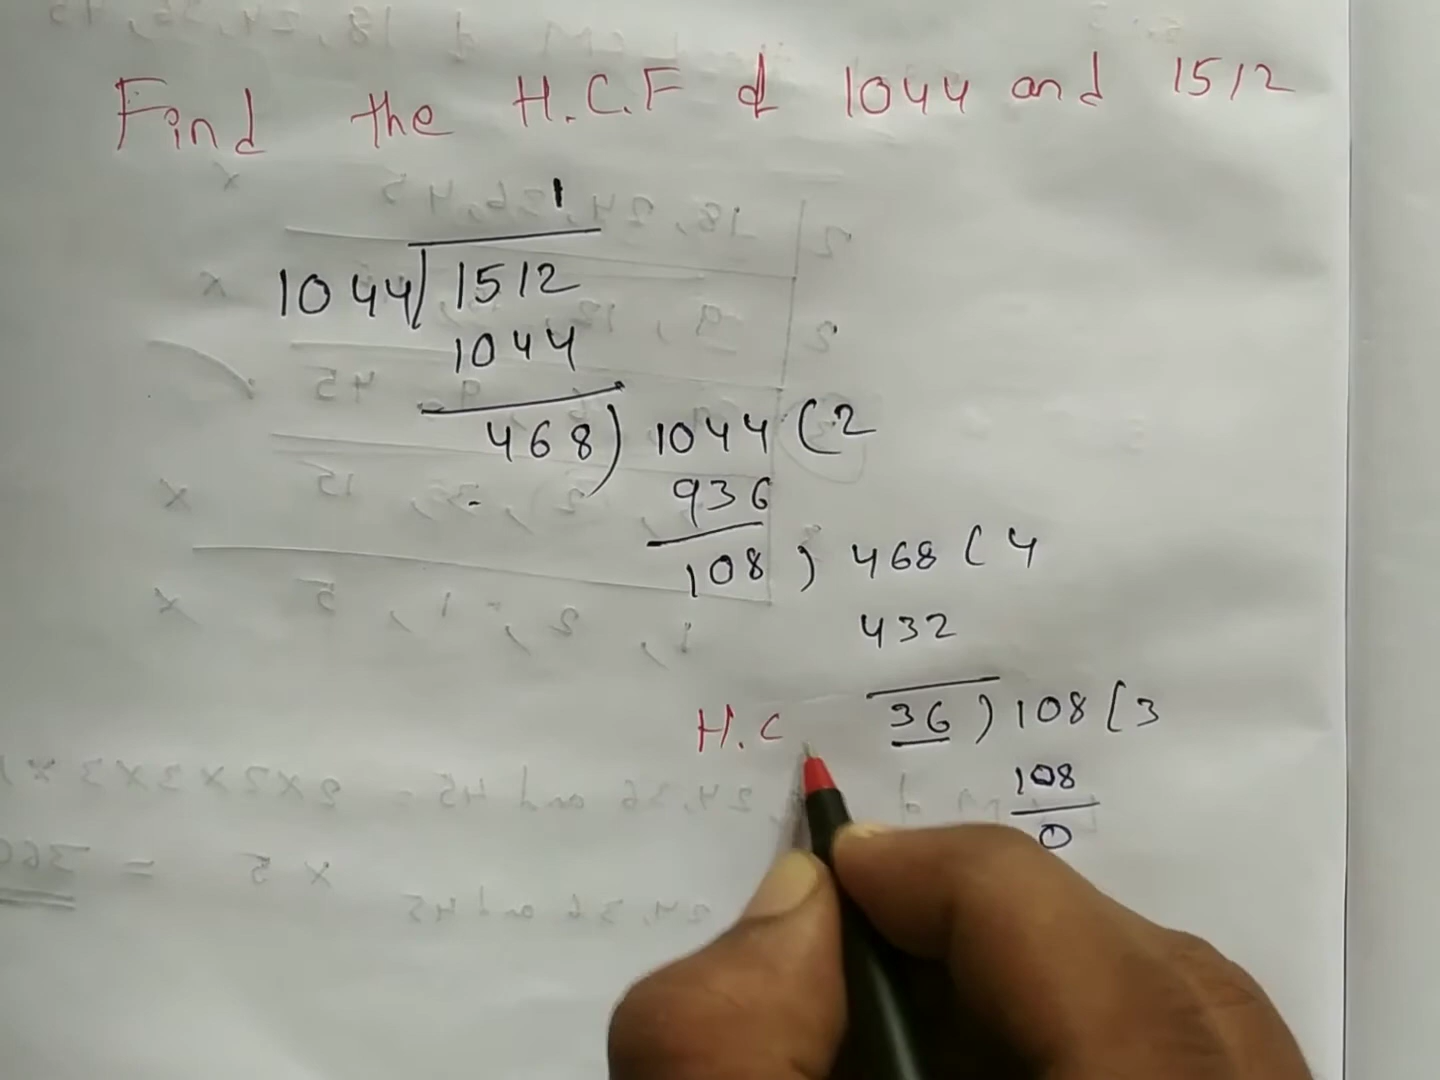 Find the H.C.F of 1044 and 1512
1
1044) 1512
1044
468) 1044 (2
936
108) 468 (4
432
H.C 36) 108 (3
108
0